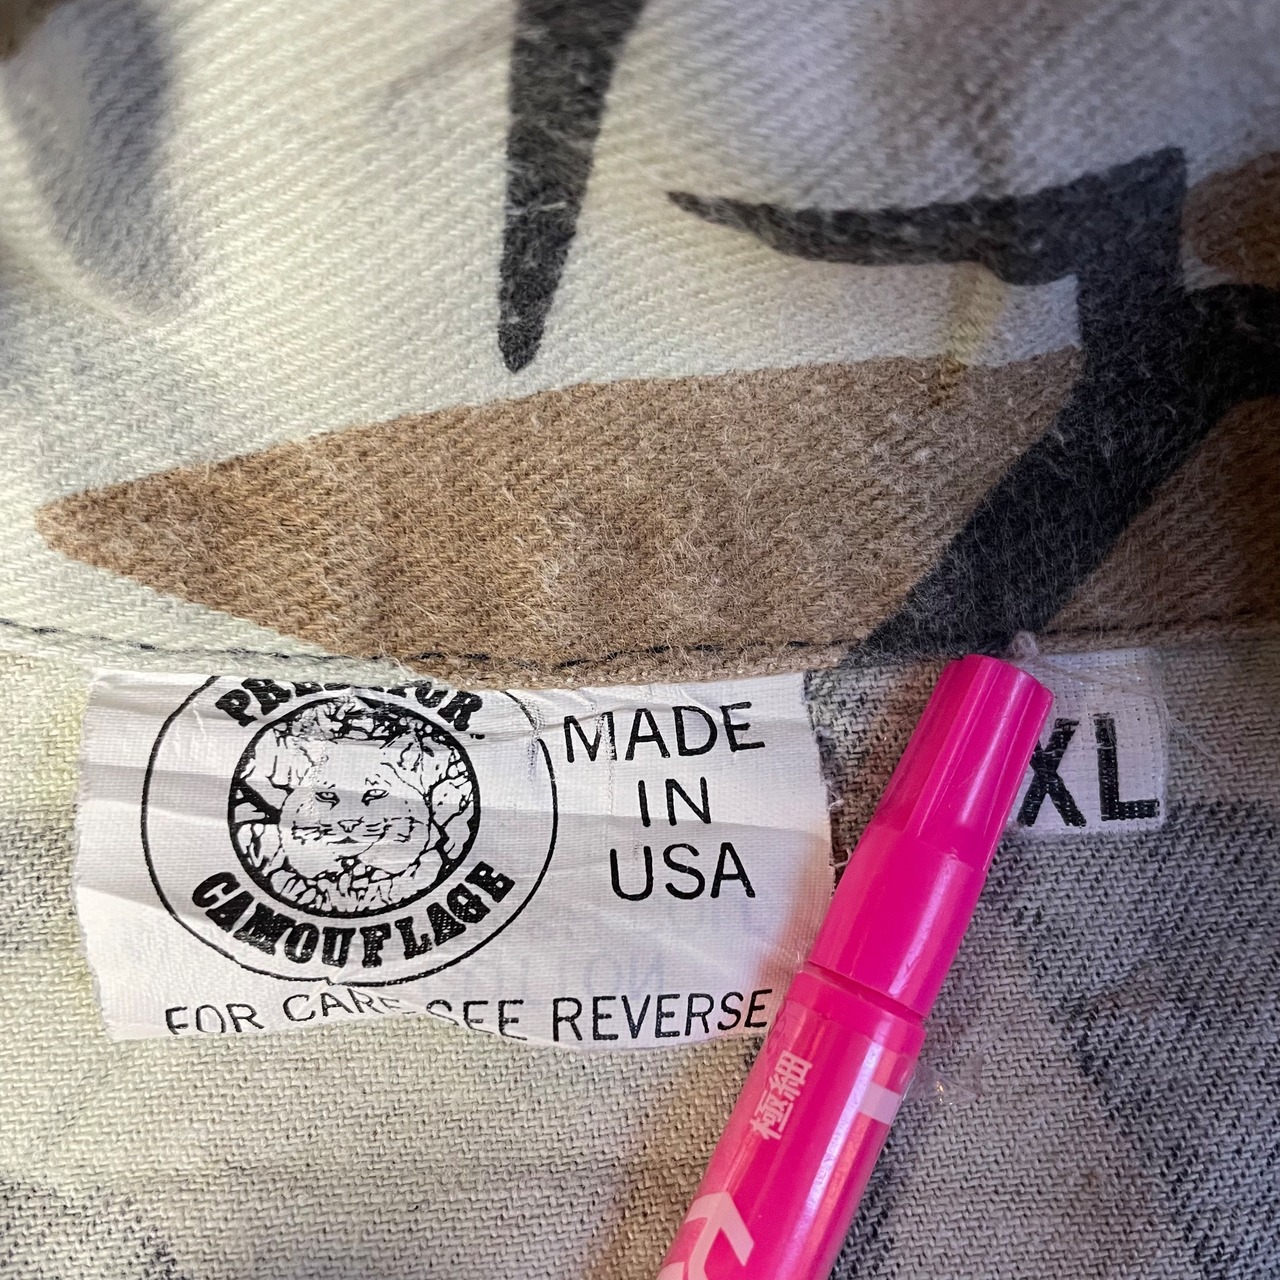 PREDATOR
CAMOUFLAGE
MADE
IN
USA
FOR CARE SEE REVERSE
XL
極細